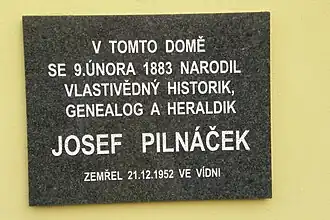 V TOMTO DOMĚ
SE 9.ÚNORA 1883 NARODIL
VLASTIVĚDNÝ HISTORIK,
GENEALOG A HERALDIK
JOSEF PILNÁČEK
ZEMŘEL 21.12.1952 VE VÍDNI